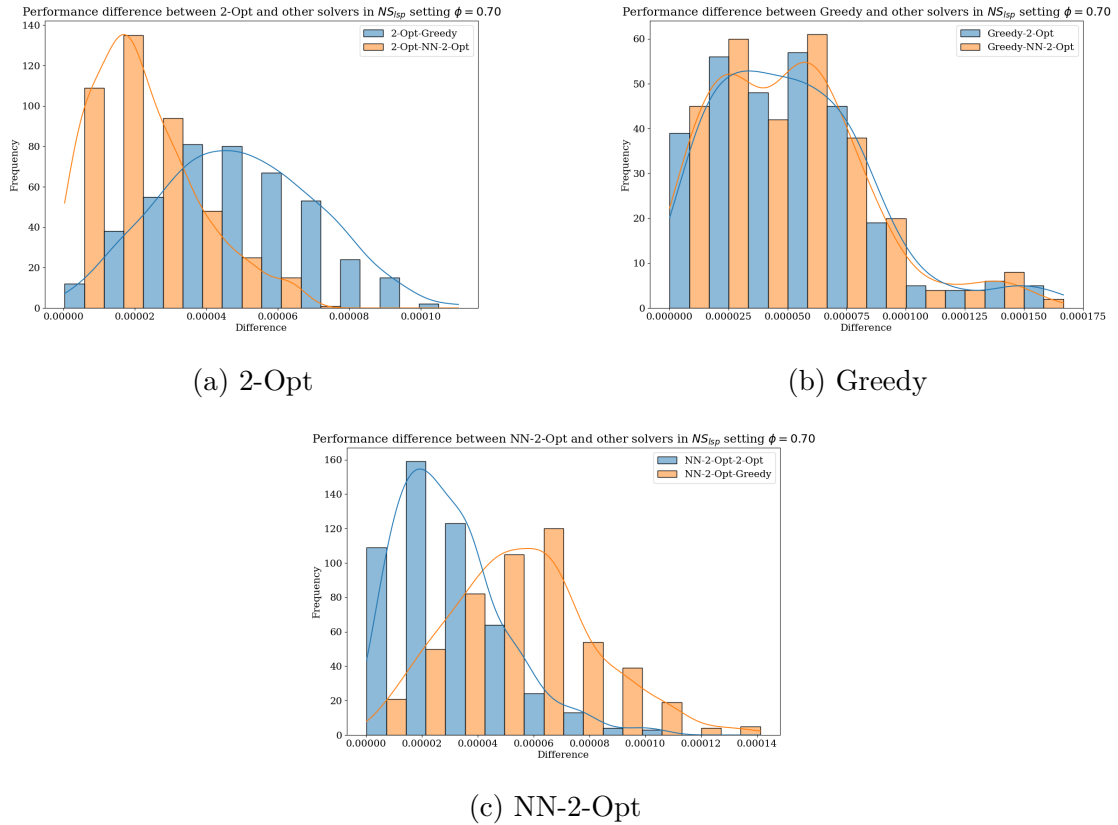 Performance difference between 2-Opt and other solvers in NS_lsp setting ϕ = 0.70
2-Opt-Greedy
2-Opt-NN-2-Opt
Frequency
140
120
100
80
60
40
20
0
0.00000 0.00002 0.00004 0.00006 0.00008 0.00010
Difference
(a) 2-Opt
Performance difference between Greedy and other solvers in NS_lsp setting ϕ = 0.70
Greedy-2-Opt
Greedy-NN-2-Opt
Frequency
60
50
40
30
20
10
0
0.000000 0.000025 0.000050 0.000075 0.000100 0.000125 0.000150 0.000175
Difference
(b) Greedy
Performance difference between NN-2-Opt and other solvers in NS_lsp setting ϕ = 0.70
NN-2-Opt-2-Opt
NN-2-Opt-Greedy
Frequency
160
140
120
100
80
60
40
20
0
0.00000 0.00002 0.00004 0.00006 0.00008 0.00010 0.00012 0.00014
Difference
(c) NN-2-Opt